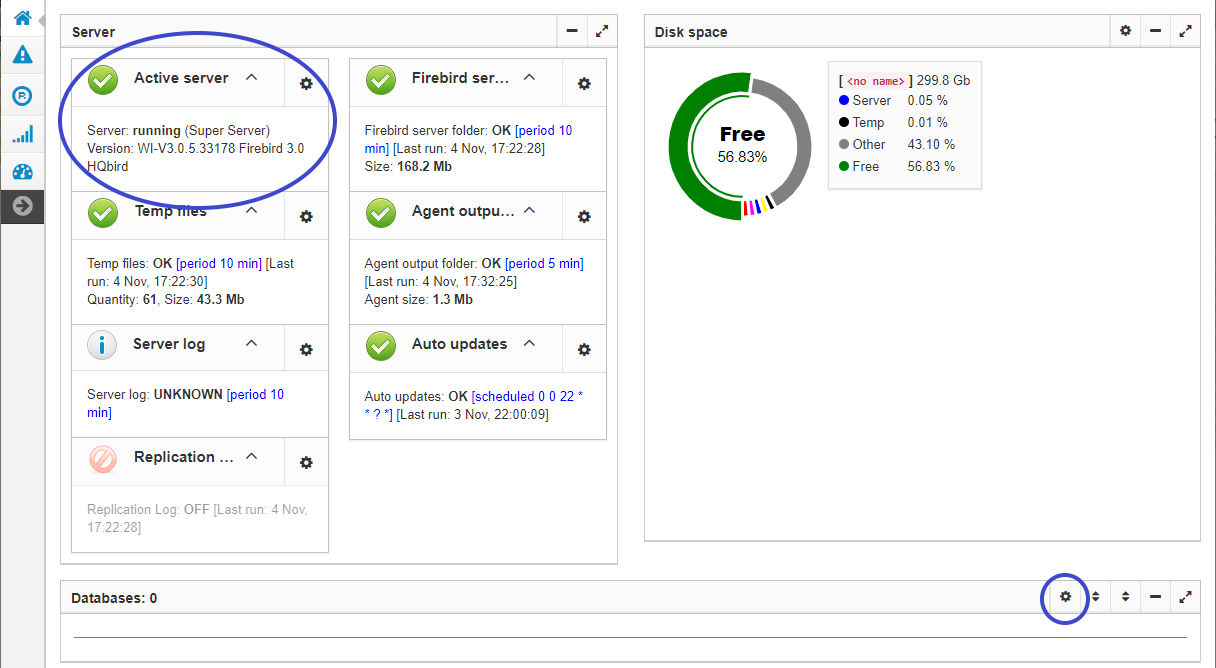 Server
Active server
Server: running (Super Server)
Version: WI-V3.0.5.33178 Firebird 3.0
HQbird
Firebird ser...
Firebird server folder: OK [period 10
min] [Last run: 4 Nov, 17:22:28]
Size: 168.2 Mb
Temp files
Temp files: OK [period 10 min] [Last
run: 4 Nov, 17:22:30]
Quantity: 61, Size: 43.3 Mb
Agent outpu...
Agent output folder: OK [period 5 min]
[Last run: 4 Nov, 17:32:25]
Agent size: 1.3 Mb
Server log
Server log: UNKNOWN [period 10
min]
Auto updates
Auto updates: OK [scheduled 0 0 22 *
* ? *] [Last run: 3 Nov, 22:00:09]
Replication ...
Replication Log: OFF [Last run: 4 Nov,
17:22:28]
Disk space
Free
56.83%
[ <no name> ] 299.8 Gb
Server 0.05 %
Temp 0.01 %
Other 43.10 %
Free 56.83 %
Databases: 0